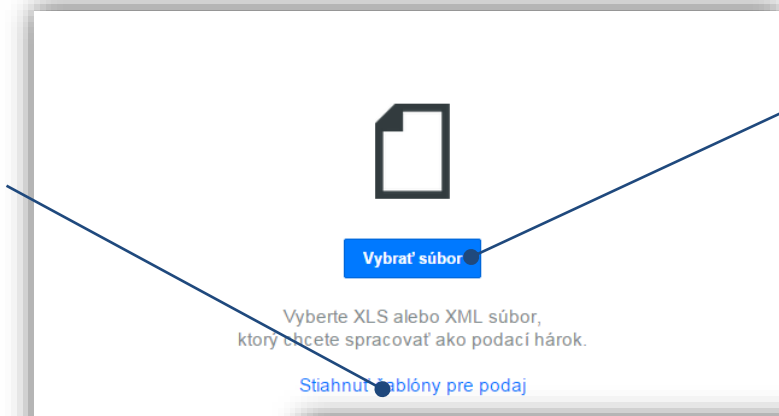 Vybrať súbor
Vyberte XLS alebo XML súbor,
ktorý chcete spracovať ako podací hárok.
Stiahnuť šablóny pre podaj